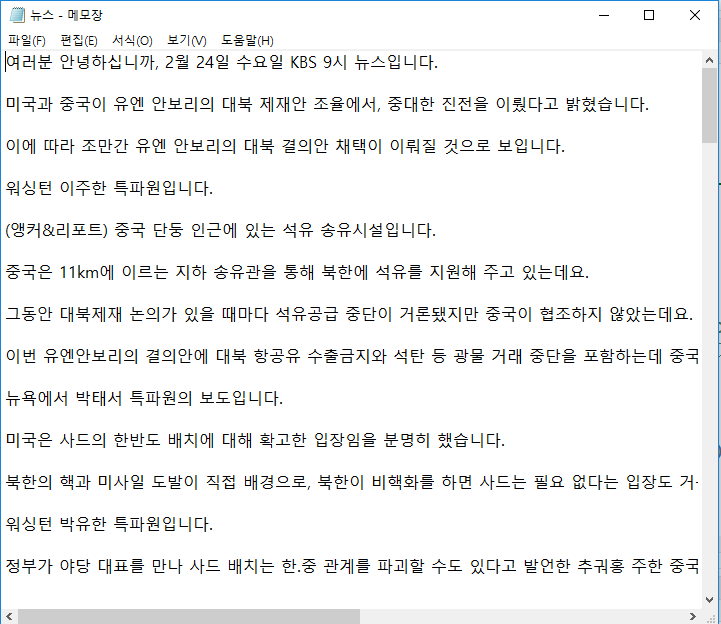 뉴스 - 메모장
파일(F) 편집(E) 서식(O) 보기(V) 도움말(H)
여러분 안녕하십니까, 2월 24일 수요일 KBS 9시 뉴스입니다.
미국과 중국이 유엔 안보리의 대북 제재안 조율에서, 중대한 진전을 이뤘다고 밝혔습니다.
이에 따라 조만간 유엔 안보리의 대북 결의안 채택이 이뤄질 것으로 보입니다.
워싱턴 이주한 특파원입니다.
(앵커&리포트) 중국 단둥 인근에 있는 석유 송유시설입니다.
중국은 11km에 이르는 지하 송유관을 통해 북한에 석유를 지원해 주고 있는데요.
그동안 대북제재 논의가 있을 때마다 석유공급 중단이 거론됐지만 중국이 협조하지 않았는데요.
이번 유엔안보리의 결의안에 대북 항공유 수출금지와 석탄 등 광물 거래 중단을 포함하는데 중국
뉴욕에서 박태서 특파원의 보도입니다.
미국은 사드의 한반도 배치에 대해 확고한 입장임을 분명히 했습니다.
북한의 핵과 미사일 도발이 직접 배경으로, 북한이 비핵화를 하면 사드는 필요 없다는 입장도 거
워싱턴 박유한 특파원입니다.
정부가 야당 대표를 만나 사드 배치는 한.중 관계를 파괴할 수도 있다고 발언한 추궈홍 주한 중국